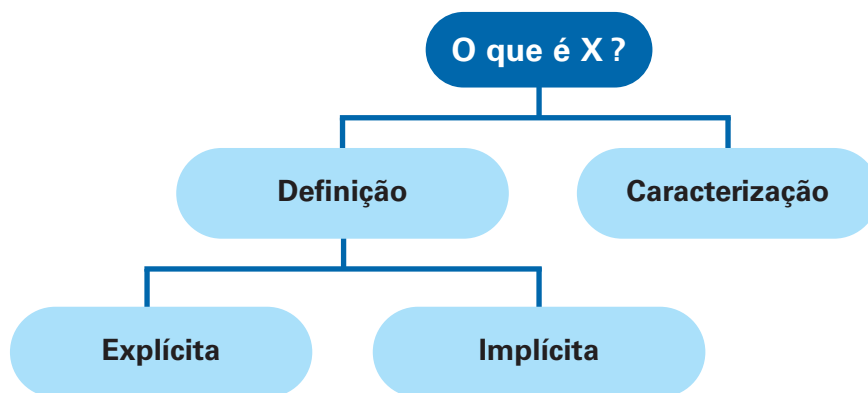 O que é X ?
Definição
Caracterização
Explícita
Implícita